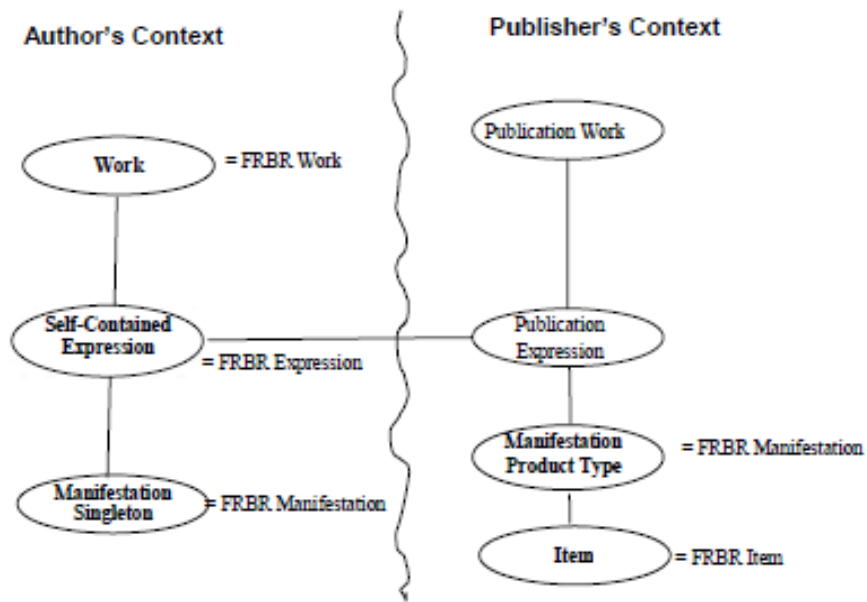 Author's Context
Publisher's Context
Publication Work
Work
= FRBR Work
Self-Contained
Expression
= FRBR Expression
Publication
Expression
Manifestation
Product Type
= FRBR Manifestation
Manifestation
Singleton
= FRBR Manifestation
Item
= FRBR Item